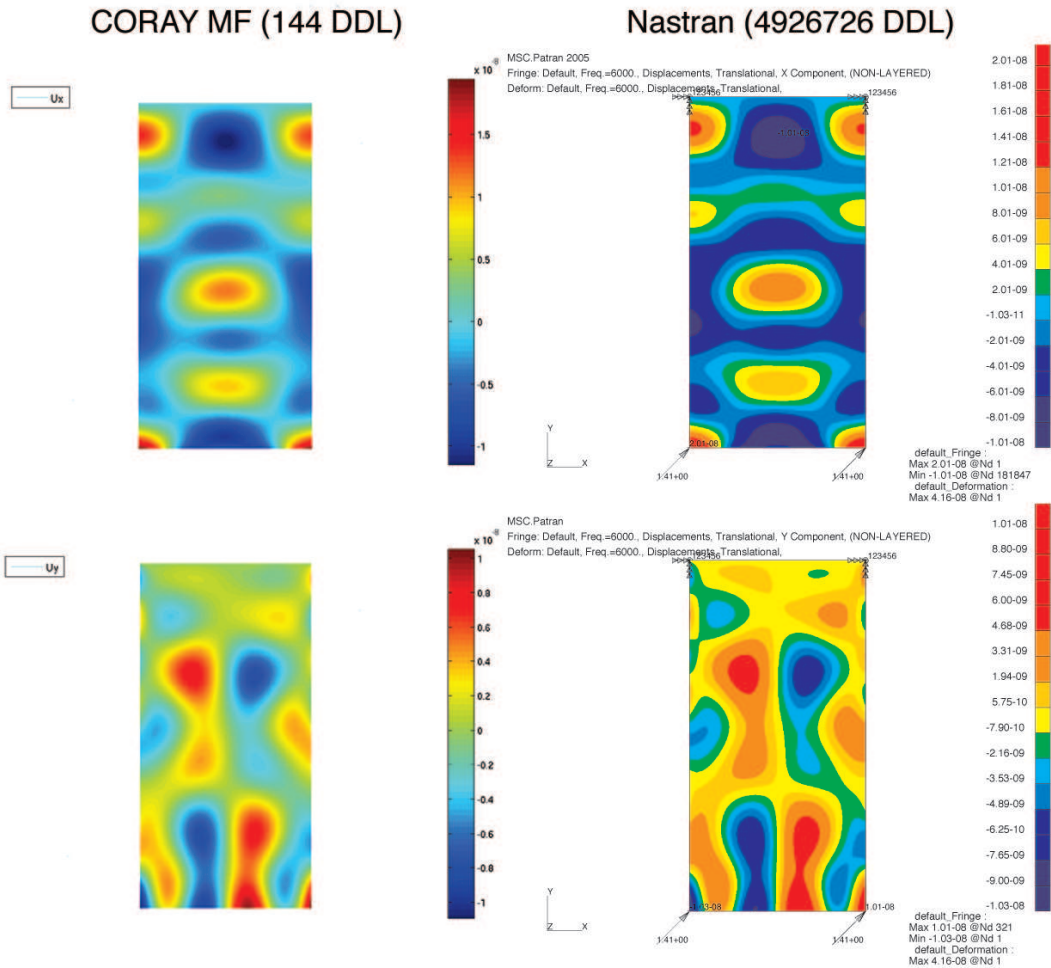 CORAY MF (144 DDL)
Nastran (4926726 DDL)
Ux
x 10⁻⁸
1.5
1
0.5
0
-0.5
-1
MSC.Patran 2005
Fringe: Default, Freq.=6000., Displacements, Translational, X Component, (NON-LAYERED)
Deform: Default, Freq.=6000., Displacements, Translational,
123456
123456
-1.01-08
2.01-08
1.41+00
1.41+00
Y
Z X
2.01-08
1.81-08
1.61-08
1.41-08
1.21-08
1.01-08
8.01-09
6.01-09
4.01-09
2.01-09
-1.03-11
-2.01-09
-4.01-09
-6.01-09
-8.01-09
-1.01-08
default_Fringe :
Max 2.01-08 @Nd 1
Min -1.01-08 @Nd 181847
default_Deformation :
Max 4.16-08 @Nd 1
Uy
x 10⁻⁸
1
0.8
0.6
0.4
0.2
0
-0.2
-0.4
-0.6
-0.8
-1
MSC.Patran
Fringe: Default, Freq.=6000., Displacements, Translational, Y Component, (NON-LAYERED)
Deform: Default, Freq.=6000., Displacements, Translational,
123456
123456
-1.03-08
1.01-08
1.41+00
1.41+00
Y
Z X
1.01-08
8.80-09
7.45-09
6.00-09
4.68-09
3.31-09
1.94-09
5.75-10
-7.90-10
-2.16-09
-3.53-09
-4.89-09
-6.25-10
-7.65-09
-9.00-09
-1.03-08
default_Fringe :
Max 1.01-08 @Nd 321
Min -1.03-08 @Nd 1
default_Deformation :
Max 4.16-08 @Nd 1